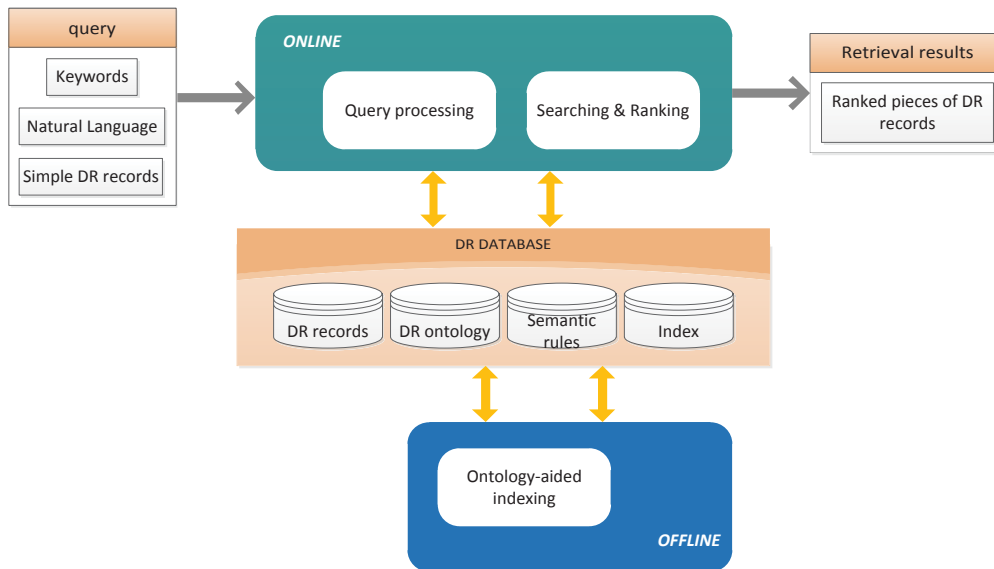 query
Keywords
Natural Language
Simple DR records
ONLINE
Query processing
Searching & Ranking
Retrieval results
Ranked pieces of DR
records
DR DATABASE
DR records
DR ontology
Semantic
rules
Index
Ontology-aided
indexing
OFFLINE